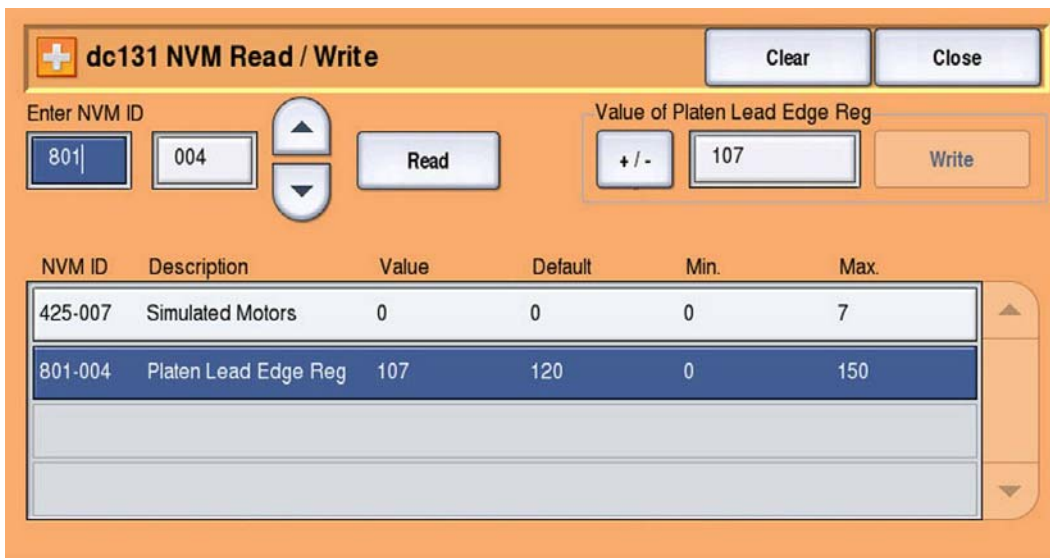 dc131 NVM Read / Write
Clear
Close
Enter NVM ID
Value of Platen Lead Edge Reg
801
004
Read
+ / -
107
Write
NVM ID Description Value Default Min. Max.
425-007 Simulated Motors 0 0 0 7
801-004 Platen Lead Edge Reg 107 120 0 150